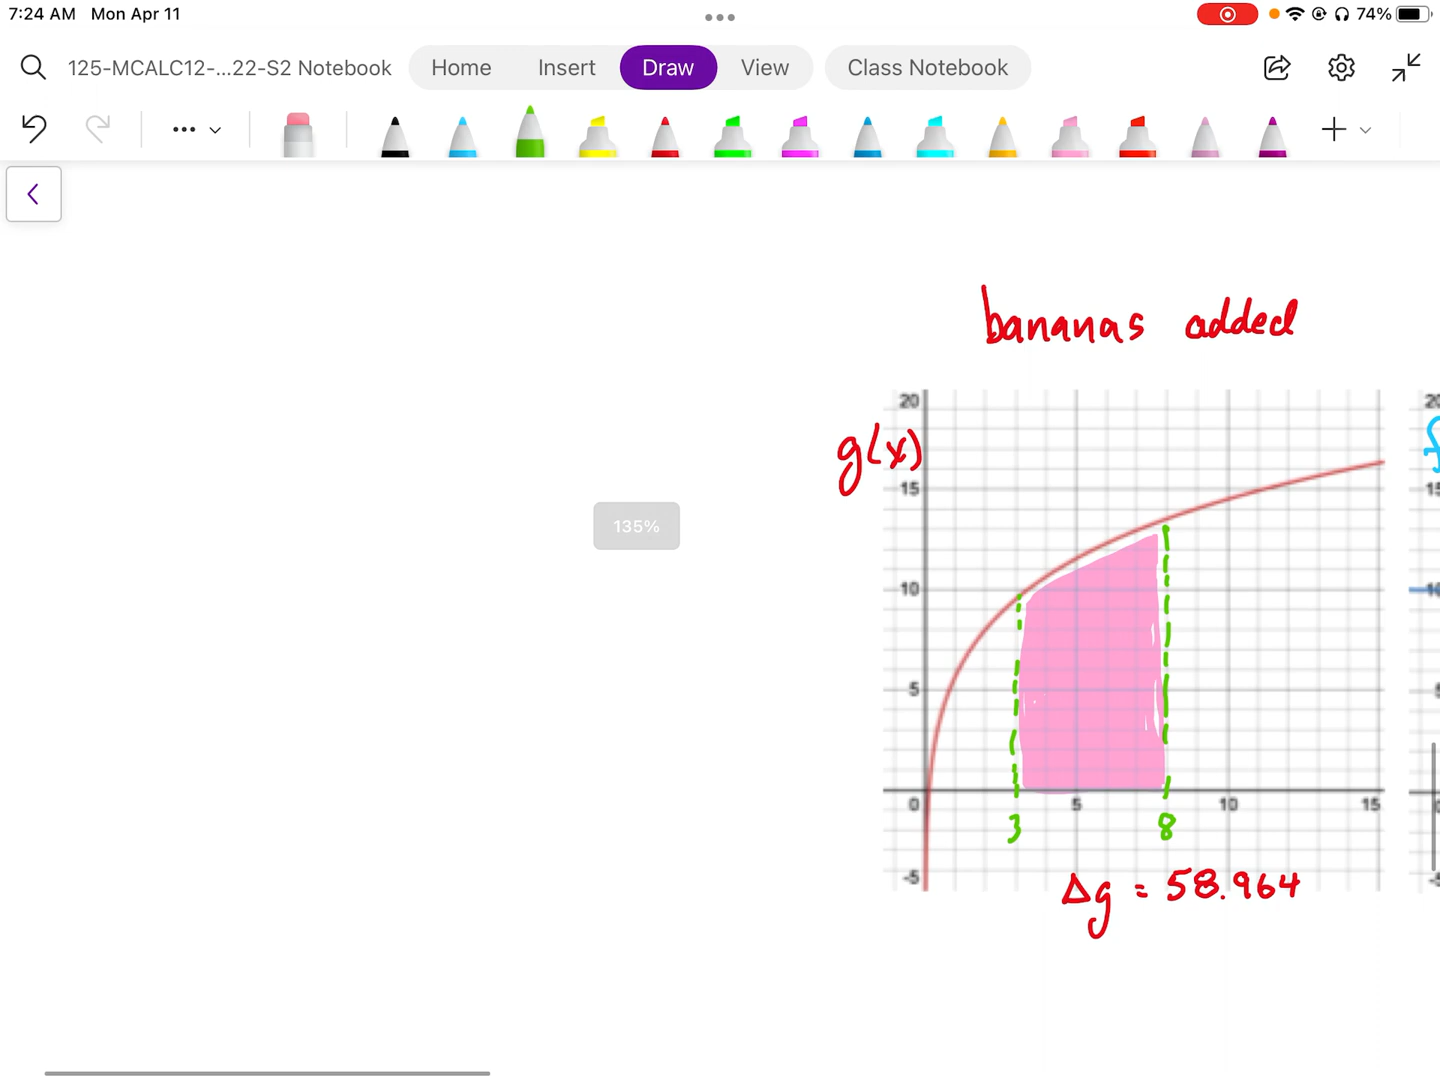 7:24 AM Mon Apr 11
74%
125-MCALC12-...22-S2 Notebook
Home
Insert
Draw
View
Class Notebook
135%
bananas added
20
g(x)
15
10
5
0
5
10
15
-5
3
8
Δg = 58.964